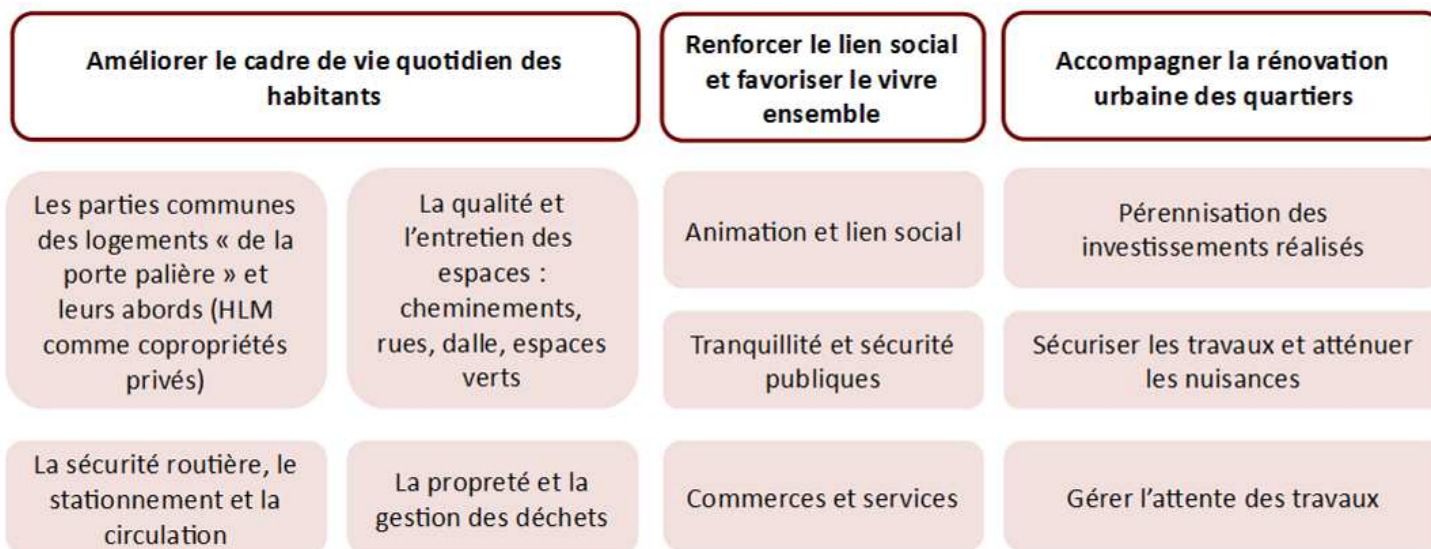 Améliorer le cadre de vie quotidien des
habitants
Renforcer le lien social
et favoriser le vivre
ensemble
Accompagner la rénovation
urbaine des quartiers
Les parties communes
des logements « de la
porte palière » et
leurs abords (HLM
comme copropriétés
privés)
La qualité et
l’entretien des
espaces :
cheminements,
rues, dalle, espaces
verts
Animation et lien social
Pérennisation des
investissements réalisés
Tranquillité et sécurité
publiques
Sécuriser les travaux et atténuer
les nuisances
La sécurité routière, le
stationnement et la
circulation
La propreté et la
gestion des déchets
Commerces et services
Gérer l’attente des travaux